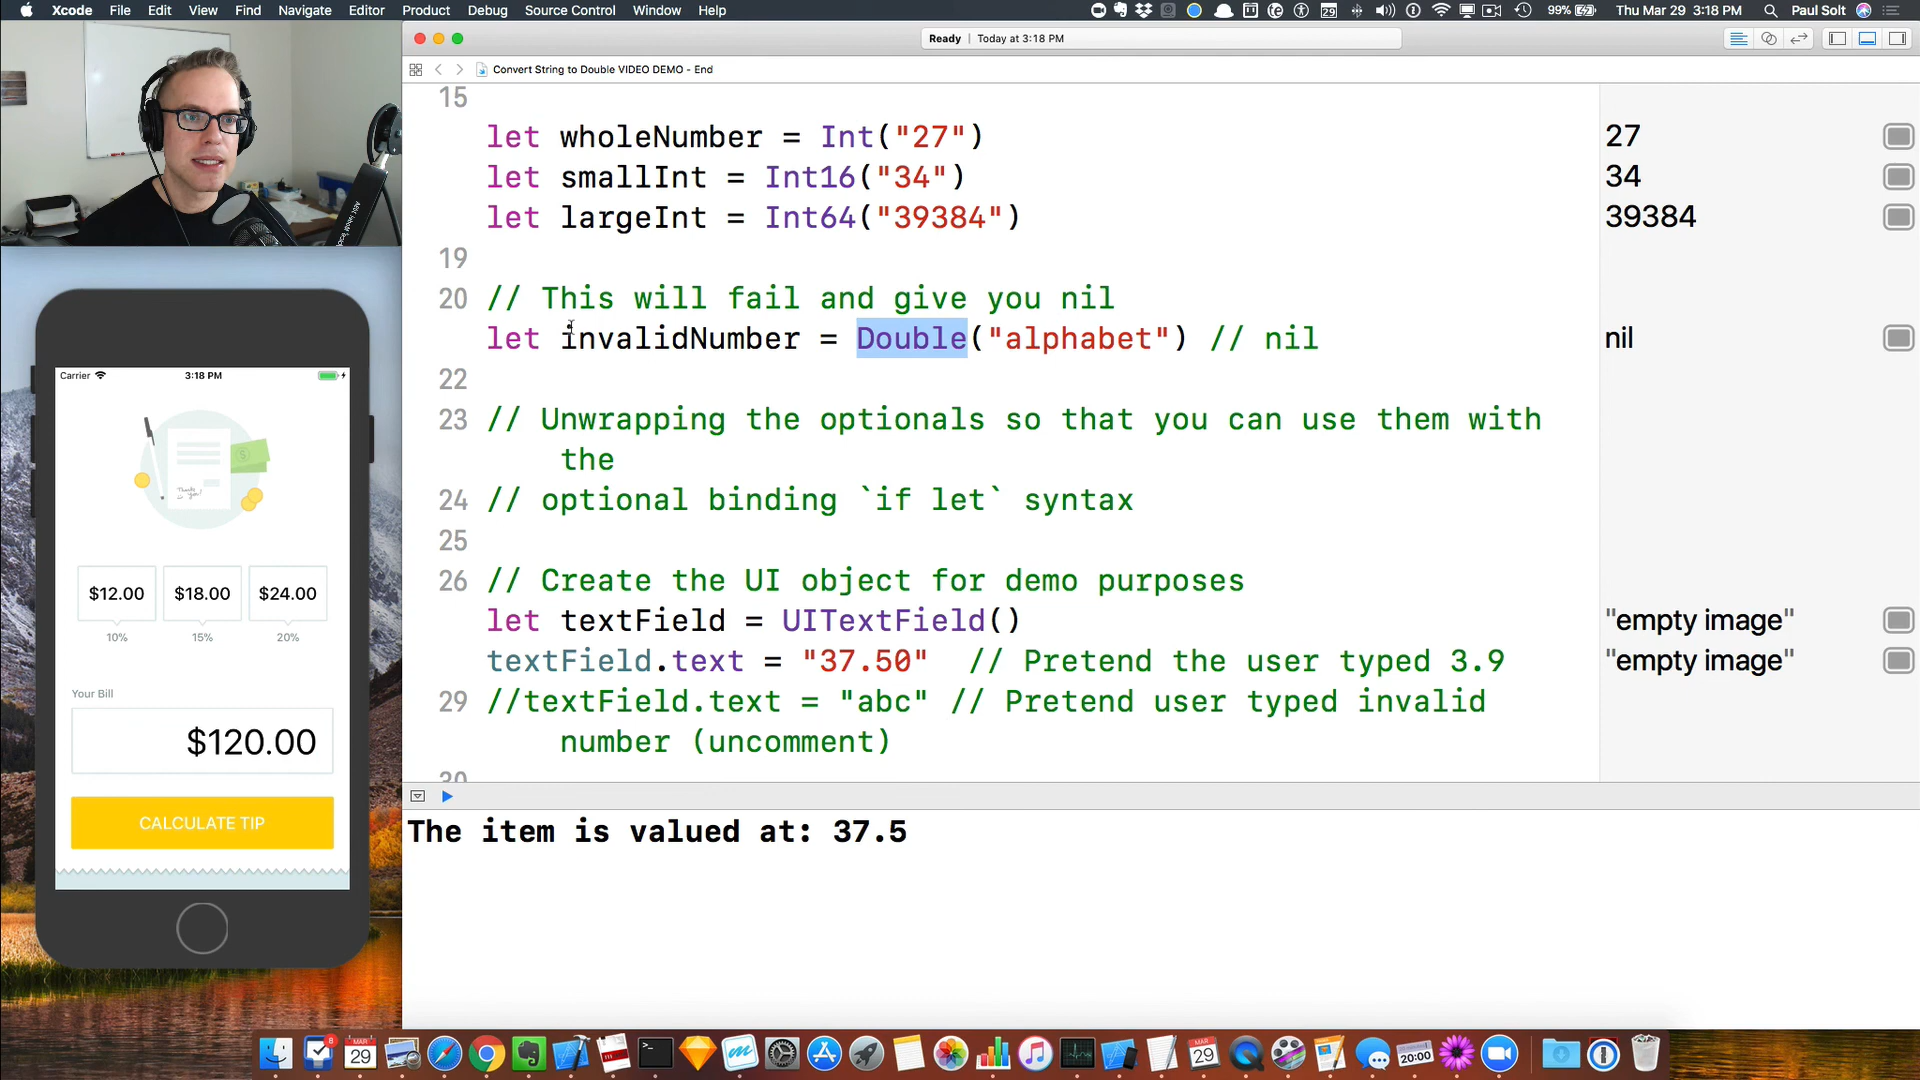 Xcode File Edit View Find Navigate Editor Product Debug Source Control Window Help
99% Thu Mar 29 3:18 PM Paul Solt
Ready | Today at 3:18 PM
Convert String to Double VIDEO DEMO - End
15
let wholeNumber = Int("27") 27
let smallInt = Int16("34") 34
let largeInt = Int64("39384") 39384
19
20 // This will fail and give you nil
let invalidNumber = Double("alphabet") // nil nil
22
23 // Unwrapping the optionals so that you can use them with
the
24 // optional binding `if let` syntax
25
26 // Create the UI object for demo purposes
let textField = UITextField() "empty image"
textField.text = "37.50" // Pretend the user typed 3.9 "empty image"
29 //textField.text = "abc" // Pretend user typed invalid
number (uncomment)
30
The item is valued at: 37.5
Carrier 3:18 PM
Thanks
$12.00 $18.00 $24.00
10% 15% 20%
Your Bill
$120.00
CALCULATE TIP
8
MAR
29
MAR
29
20:00